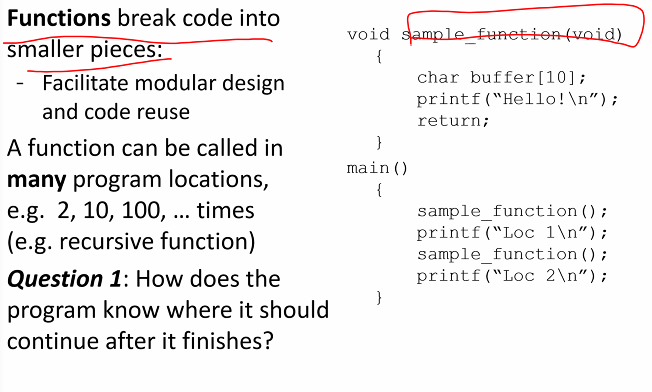 Functions break code into
smaller pieces:
- Facilitate modular design
and code reuse
A function can be called in
many program locations,
e.g. 2, 10, 100, … times
(e.g. recursive function)
Question 1: How does the
program know where it should
continue after it finishes?
void sample_function(void)
{
char buffer[10];
printf(“Hello!\n”);
return;
}
main()
{
sample_function();
printf(“Loc 1\n”);
sample_function();
printf(“Loc 2\n”);
}